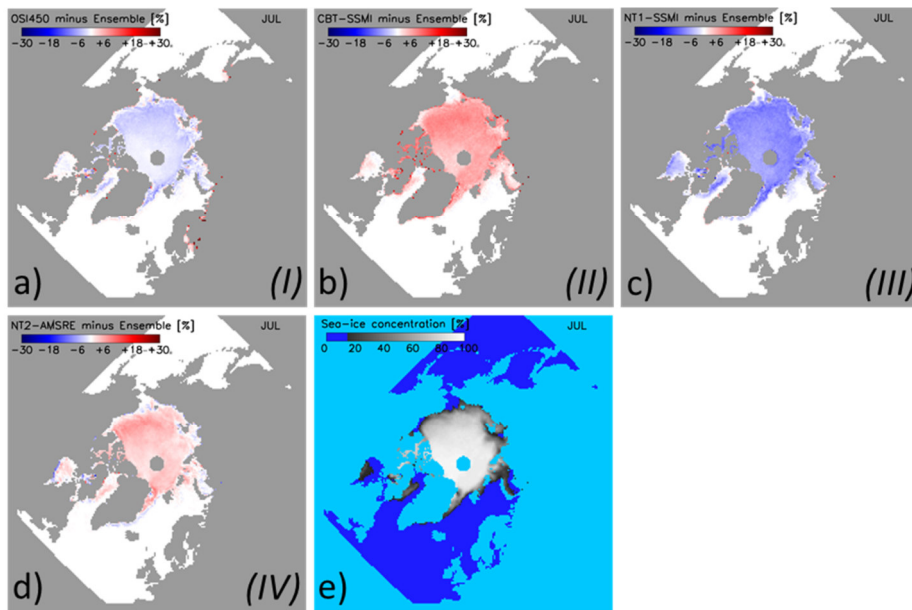 OSI450 minus Ensemble [%] JUL
-30 -18 -6 +6 +18 +30
a) (I)
CBT-SSMI minus Ensemble [%] JUL
-30 -18 -6 +6 +18 +30
b) (II)
NT1-SSMI minus Ensemble [%] JUL
-30 -18 -6 +6 +18 +30
c) (III)
NT2-AMSRE minus Ensemble [%] JUL
-30 -18 -6 +6 +18 +30
d) (IV)
Sea-ice concentration [%] JUL
0 20 40 60 80 100
e)